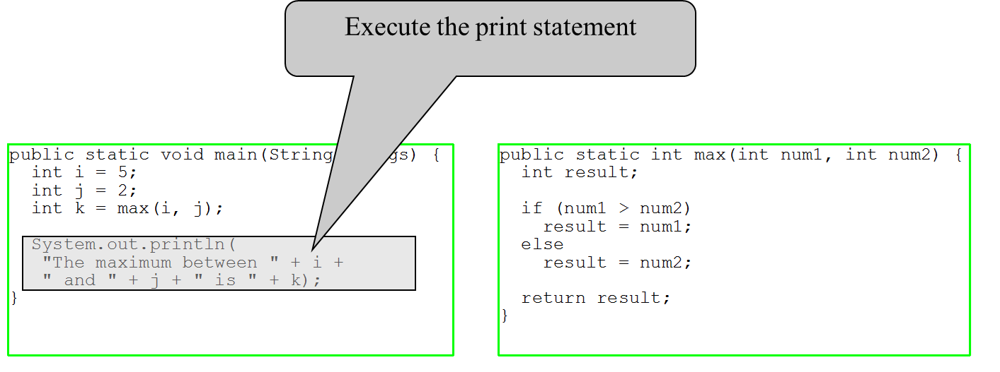 Execute the print statement
public static void main(String gs) {
int i = 5;
int j = 2;
int k = max(i, j);
System.out.println(
"The maximum between " + i +
" and " + j + " is " + k);
}
public static int max(int num1, int num2) {
int result;
if (num1 > num2)
result = num1;
else
result = num2;
return result;
}